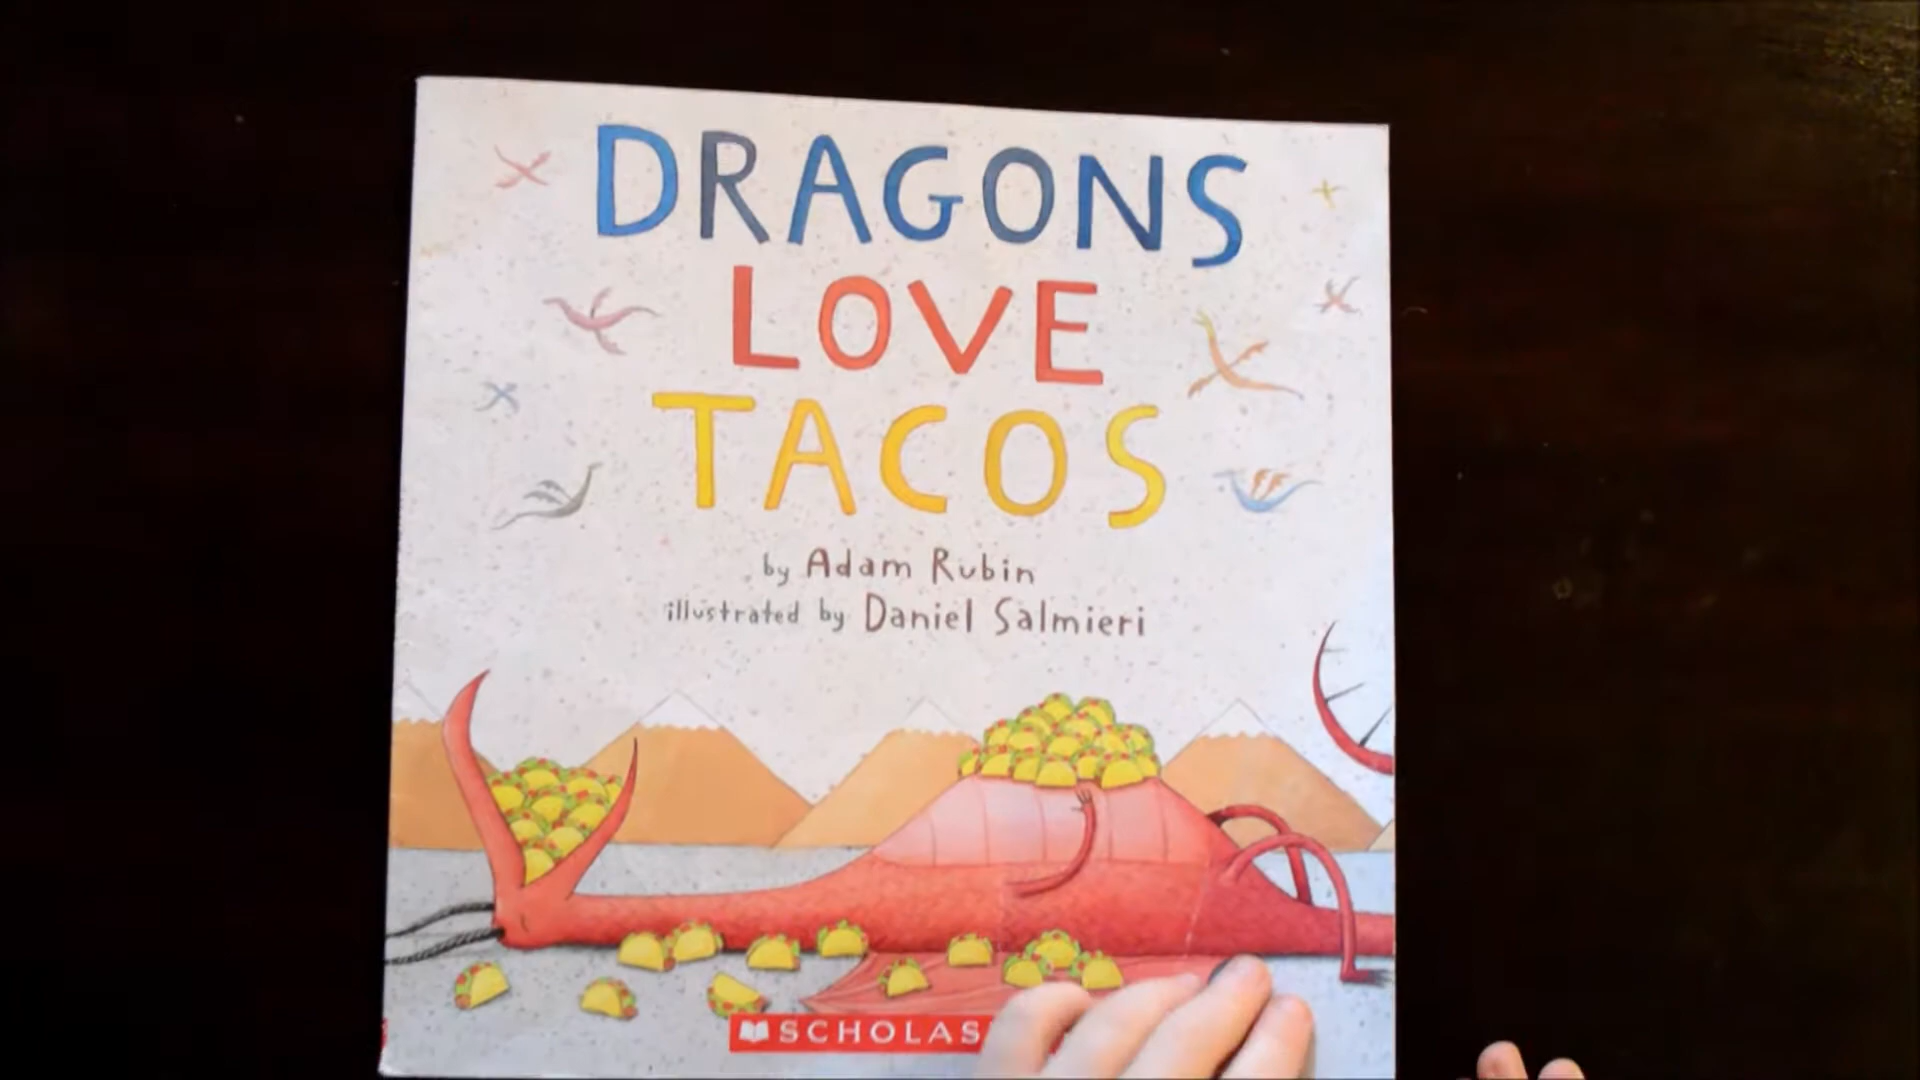 DRAGONS
LOVE
TACOS
by Adam Rubin
illustrated by Daniel Salmieri
SCHOLAS